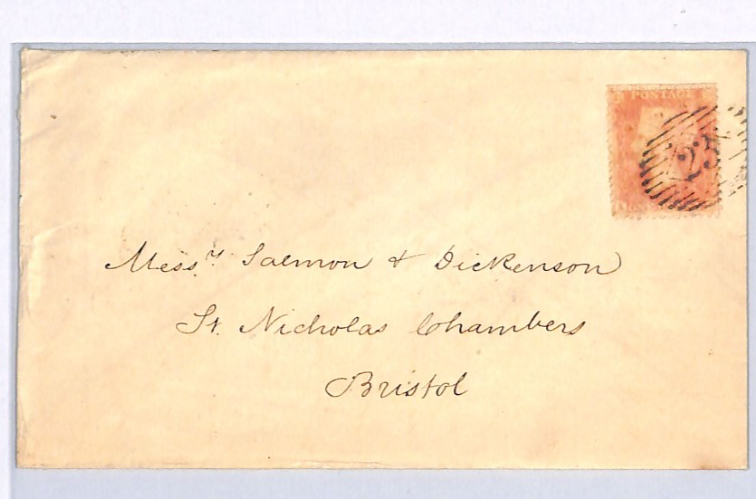 POSTAGE
Mess.rs Salmon & Dickenson
St. Nicholas Chambers
Bristol